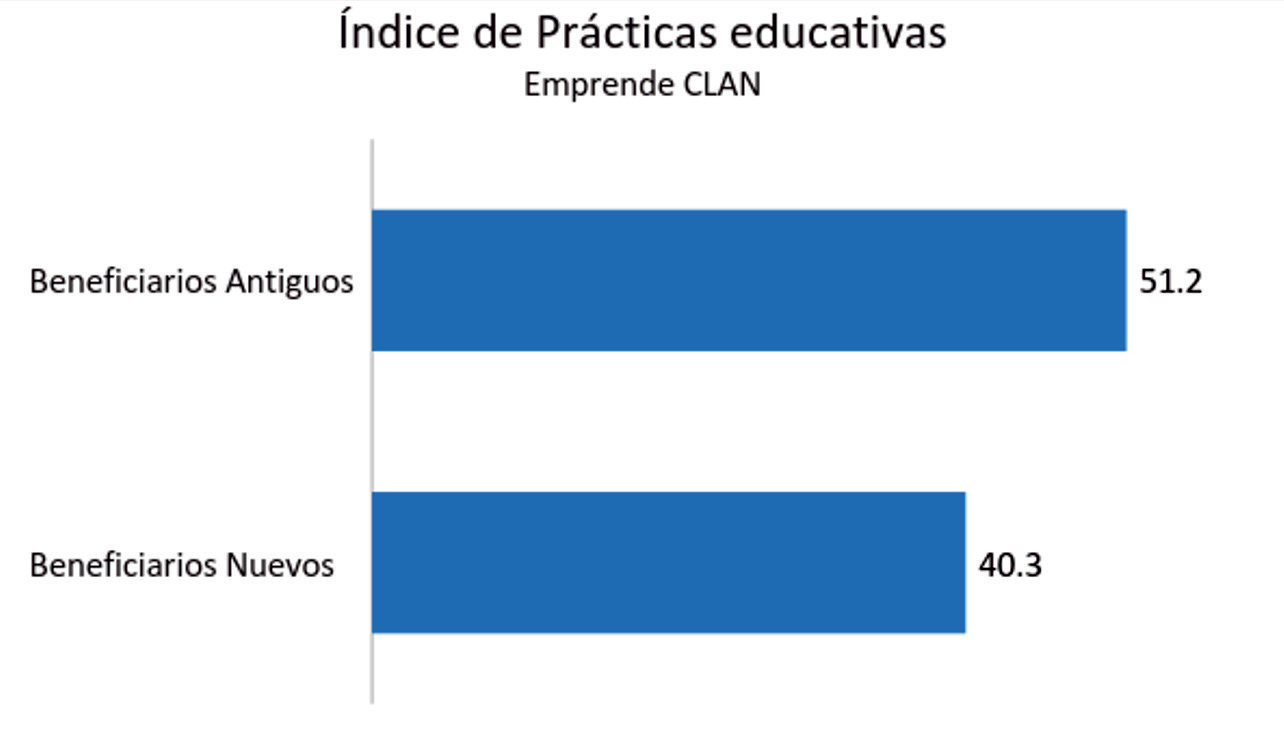 Índice de Prácticas educativas
Emprende CLAN
Beneficiarios Antiguos 51.2
Beneficiarios Nuevos 40.3